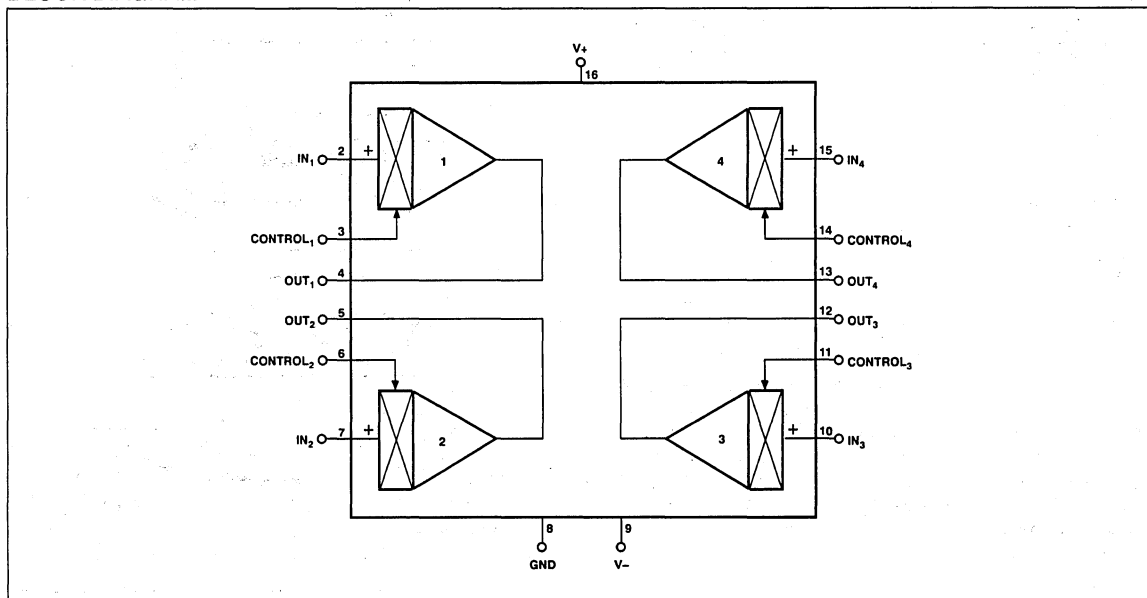 V+
16
IN1 2 + 1
4 + 15 IN4
CONTROL1 3
14 CONTROL4
OUT1 4
13 OUT4
OUT2 5
12 OUT3
CONTROL2 6
11 CONTROL3
IN2 7 + 2
3 + 10 IN3
8 9
GND V–